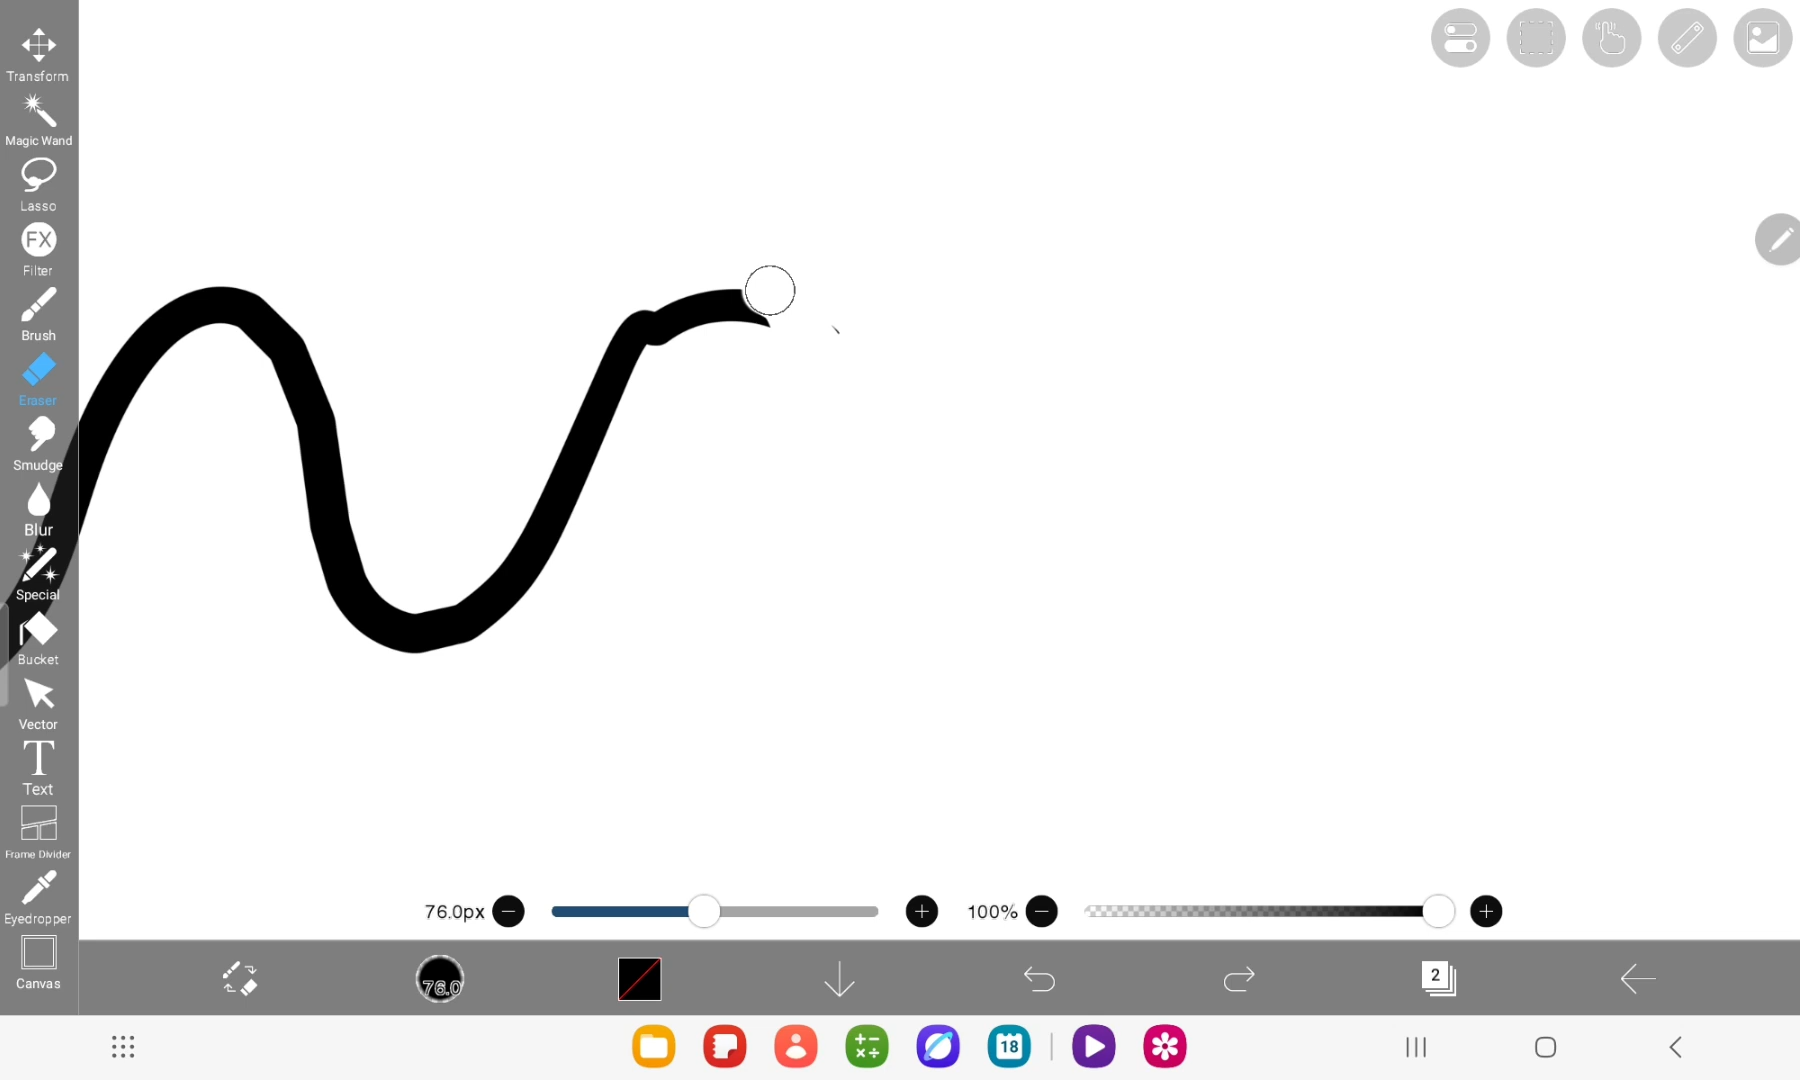 Transform
Magic Wand
Lasso
FX
Filter
Brush
Eraser
Smudge
Blur
Special
Bucket
Vector
T
Text
Frame Divider
Eyedropper
Canvas
76.0px
100%
76.0
2
18